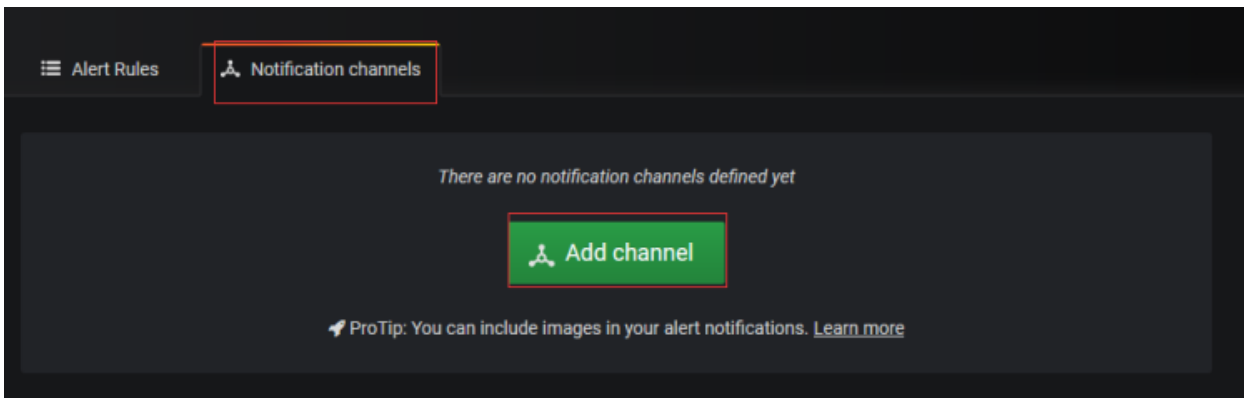 Alert Rules
Notification channels
There are no notification channels defined yet
Add channel
ProTip: You can include images in your alert notifications. Learn more